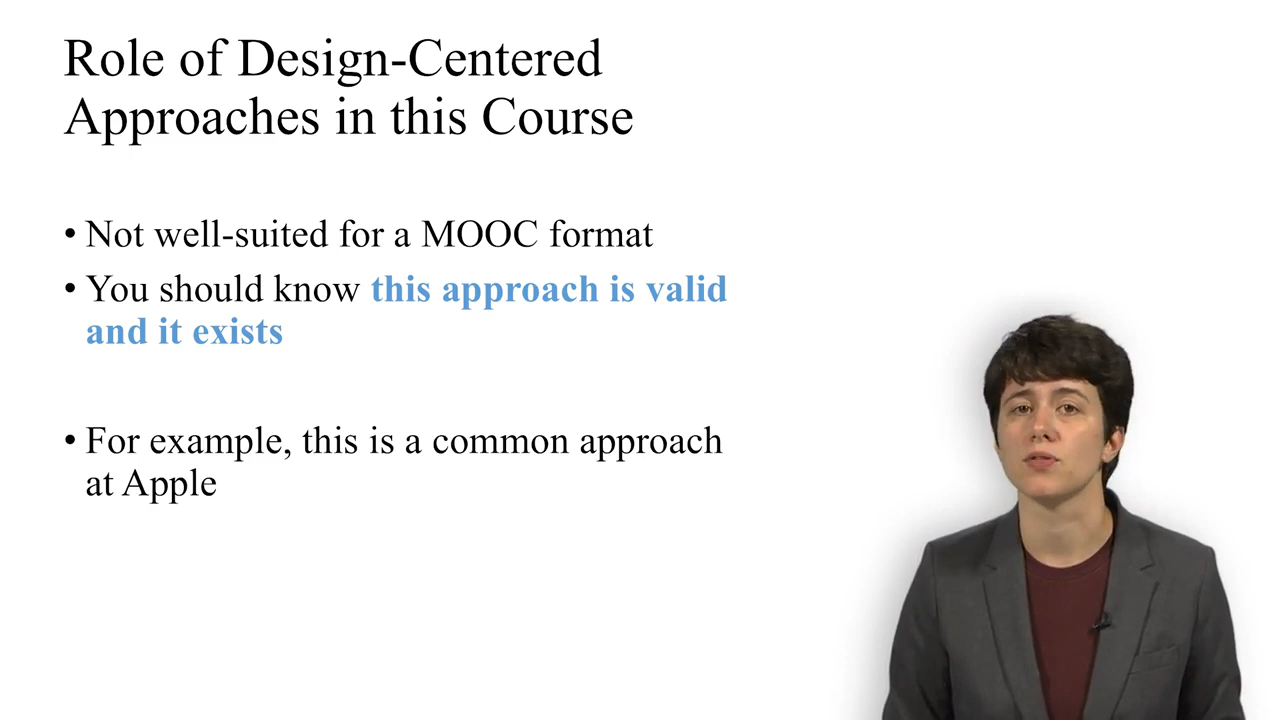 Role of Design-Centered
Approaches in this Course
• Not well-suited for a MOOC format
• You should know this approach is valid
and it exists
• For example, this is a common approach
at Apple